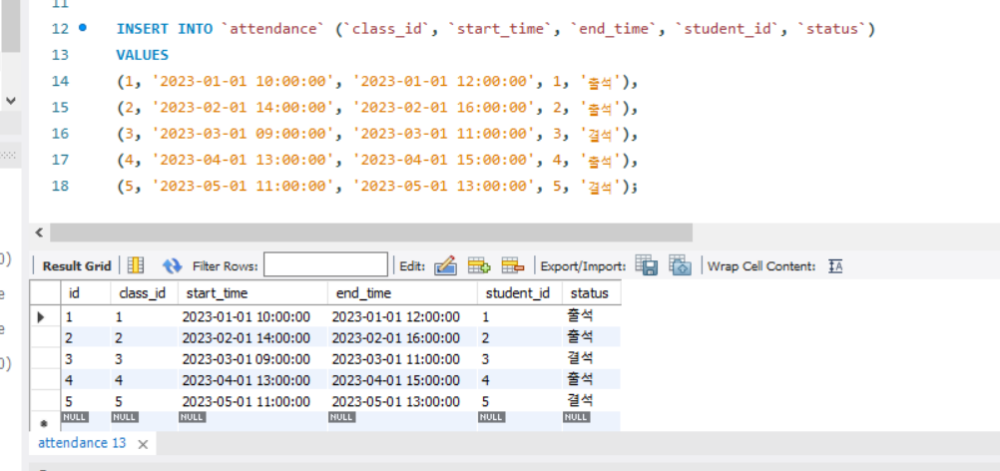 11
12 INSERT INTO `attendance` (`class_id`, `start_time`, `end_time`, `student_id`, `status`)
13 VALUES
14 (1, '2023-01-01 10:00:00', '2023-01-01 12:00:00', 1, '출석'),
15 (2, '2023-02-01 14:00:00', '2023-02-01 16:00:00', 2, '출석'),
16 (3, '2023-03-01 09:00:00', '2023-03-01 11:00:00', 3, '결석'),
17 (4, '2023-04-01 13:00:00', '2023-04-01 15:00:00', 4, '출석'),
18 (5, '2023-05-01 11:00:00', '2023-05-01 13:00:00', 5, '결석');
Result Grid Filter Rows: Edit: Export/Import: Wrap Cell Content: IA
id class_id start_time end_time student_id status
1 1 2023-01-01 10:00:00 2023-01-01 12:00:00 1 출석
2 2 2023-02-01 14:00:00 2023-02-01 16:00:00 2 출석
3 3 2023-03-01 09:00:00 2023-03-01 11:00:00 3 결석
4 4 2023-04-01 13:00:00 2023-04-01 15:00:00 4 출석
5 5 2023-05-01 11:00:00 2023-05-01 13:00:00 5 결석
NULL NULL NULL NULL NULL NULL
attendance 13